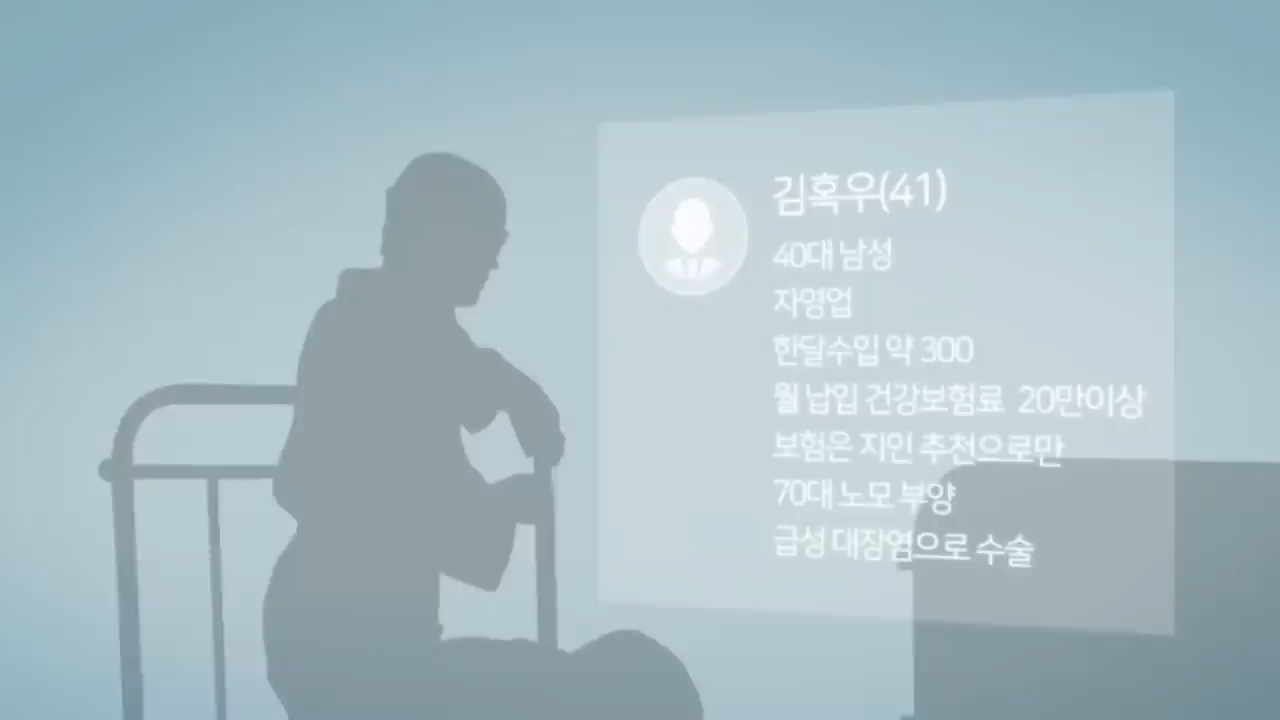 김혹우(41)
40대 남성
자영업
한달수입 약 300
월 납입 건강보험료 20만이상
보험은 지인 추천으로만
70대 노모 부양
급성 대장염으로 수술